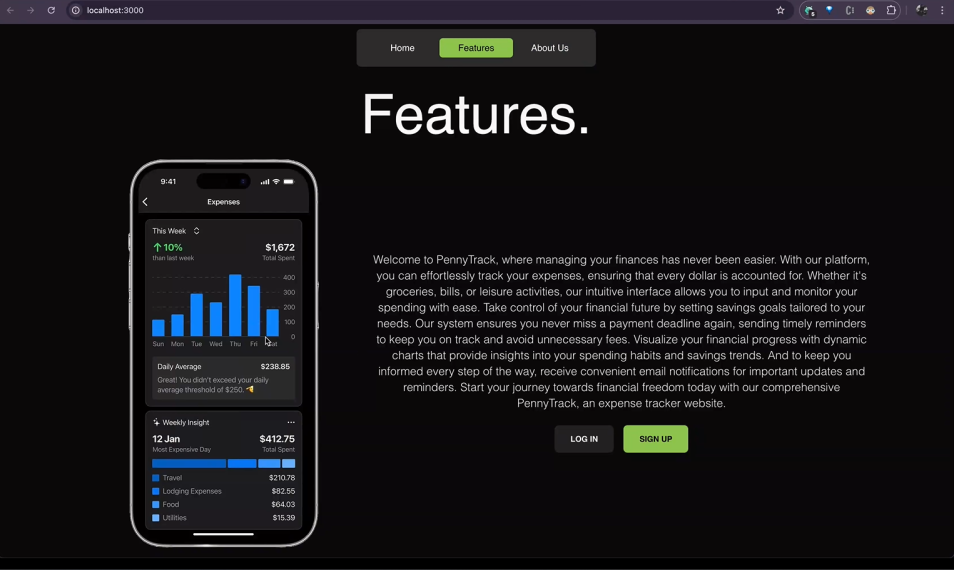 localhost:3000
5
Home
Features
About Us
Features.
9:41
Expenses
This Week
10%
than last week
$1,672
Total Spent
400
300
200
100
0
Sun Mon Tue Wed Thu Fri Sat
Daily Average
$238.85
Great! You didn't exceed your daily
average threshold of $250.
Weekly Insight
12 Jan
$412.75
Most Expensive Day
Total Spent
Travel
$210.78
Lodging Expenses
$82.55
Food
$64.03
Utilities
$15.39
Welcome to PennyTrack, where managing your finances has never been easier. With our platform,
you can effortlessly track your expenses, ensuring that every dollar is accounted for. Whether it's
groceries, bills, or leisure activities, our intuitive interface allows you to input and monitor your
spending with ease. Take control of your financial future by setting savings goals tailored to your
needs. Our system ensures you never miss a payment deadline again, sending timely reminders
to keep you on track and avoid unnecessary fees. Visualize your financial progress with dynamic
charts that provide insights into your spending habits and savings trends. And to keep you
informed every step of the way, receive convenient email notifications for important updates and
reminders. Start your journey towards financial freedom today with our comprehensive
PennyTrack, an expense tracker website.
LOG IN
SIGN UP